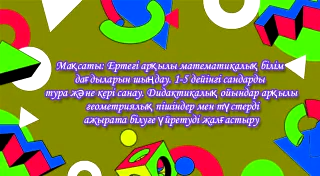 Мақсаты: Ертегі арқылы математикалық білім
дағдыларын шыңдау. 1-5 дейінгі сандарды
тура және кері санау. Дидактикалық ойындар арқылы
геометриялық пішіндер мен түстерді
ажырата білуге үйретуді жалғастыру